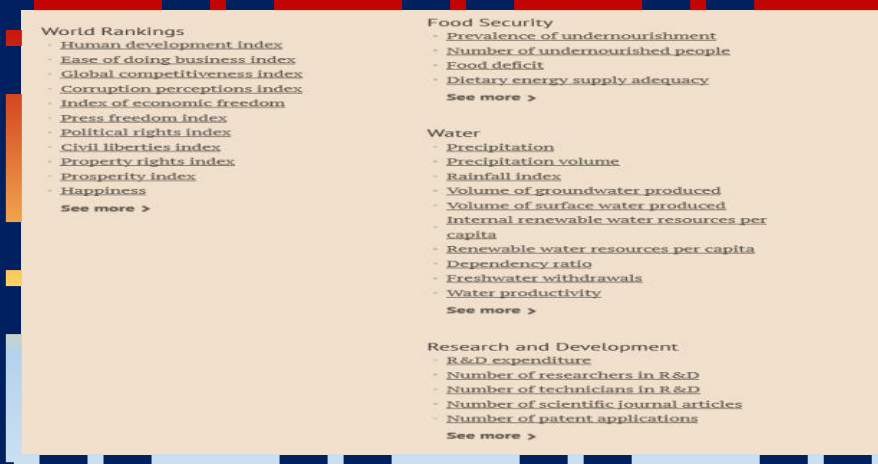 World Rankings
Human development index
Ease of doing business index
Global competitiveness index
Corruption perceptions index
Index of economic freedom
Press freedom index
Political rights index
Civil liberties index
Property rights index
Prosperity index
Happiness
See more >
Food Security
Prevalence of undernourishment
Number of undernourished people
Food deficit
Dietary energy supply adequacy
See more >
Water
Precipitation
Precipitation volume
Rainfall index
Volume of groundwater produced
Volume of surface water produced
Internal renewable water resources per
capita
Renewable water resources per capita
Dependency ratio
Freshwater withdrawals
Water productivity
See more >
Research and Development
R&D expenditure
Number of researchers in R&D
Number of technicians in R&D
Number of scientific journal articles
Number of patent applications
See more >